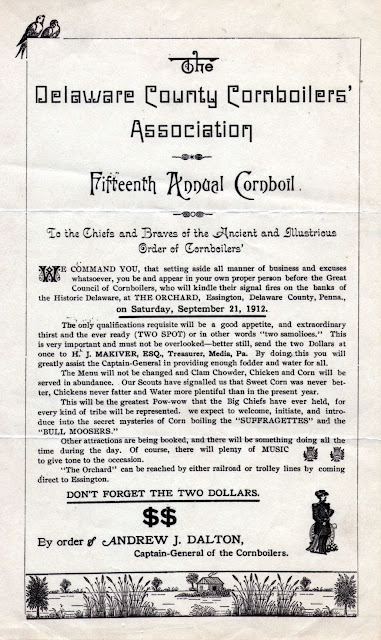 The
Delaware County Cornboilers'
Association
Fifteenth Annual Cornboil.
To the Chiefs and Braves of the Ancient and Illustrious
Order of Cornboilers'
WE COMMAND YOU, that setting aside all manner of business and excuses
whatsoever, you be and appear in your own proper person before the Great
Council of Cornboilers, who will kindle their signal fires on the banks of
the Historic Delaware, at THE ORCHARD, Essington, Delaware County, Penna.,
on Saturday, September 21, 1912.
The only qualifications requisite will be a good appetite, and extraordinary
thirst and the ever ready (TWO SPOT) or in other words "two samolices." This
is very important and must not be overlooked—better still, send the two Dollars at
once to H. J. MAKIVER, ESQ., Treasurer, Media, Pa. By doing this you will
greatly assist the Captain-General in providing enough fodder and water for all.
The Menu will not be changed and Clam Chowder, Chicken and Corn will be
served in abundance. Our Scouts have signalled us that Sweet Corn was never bet-
ter, Chickens never fatter and Water more plentiful than in the present year.
This will be the greatest Pow-wow that the Big Chiefs have ever held, for
every kind of tribe will be represented. we expect to welcome, initiate, and intro-
duce into the secret mysteries of Corn boiling the "SUFFRAGETTES" and the
"BULL MOOSERS."
Other attractions are being booked, and there will be something doing all the
time during the day. Of course, there will plenty of MUSIC
to give tone to the occession.
"The Orchard" can be reached by either railroad or trolley lines by coming
direct to Essington.
DON'T FORGET THE TWO DOLLARS.
$$
By order of ANDREW J. DALTON,
Captain-General of the Cornboilers.